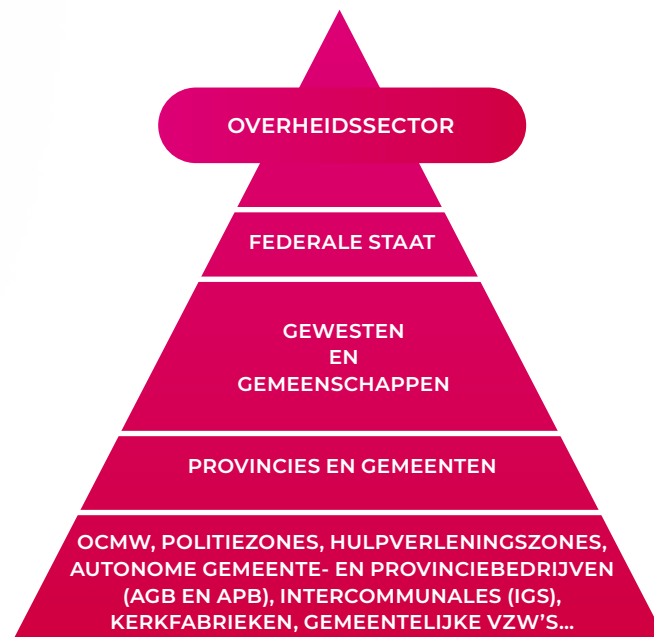 OVERHEIDSSECTOR
FEDERALE STAAT
GEWESTEN
EN
GEMEENSCHAPPEN
PROVINCIES EN GEMEENTEN
OCMW, POLITIEZONES, HULPVERLENINGSZONES,
AUTONOME GEMEENTE- EN PROVINCIEBEDRIJVEN
(AGB EN APB), INTERCOMMUNALES (IGS),
KERKFABRIEKEN, GEMEENTELIJKE VZW'S...